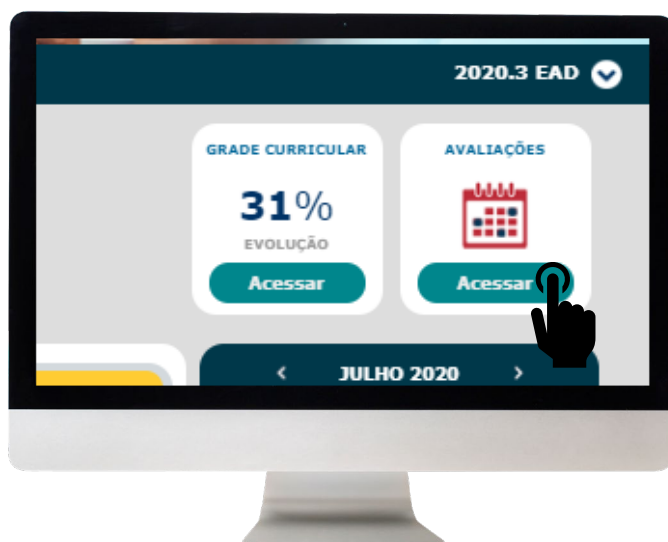 2020.3 EAD
GRADE CURRICULAR
31%
EVOLUÇÃO
Acessar
AVALIAÇÕES
Acessar
‹ JULHO 2020 ›